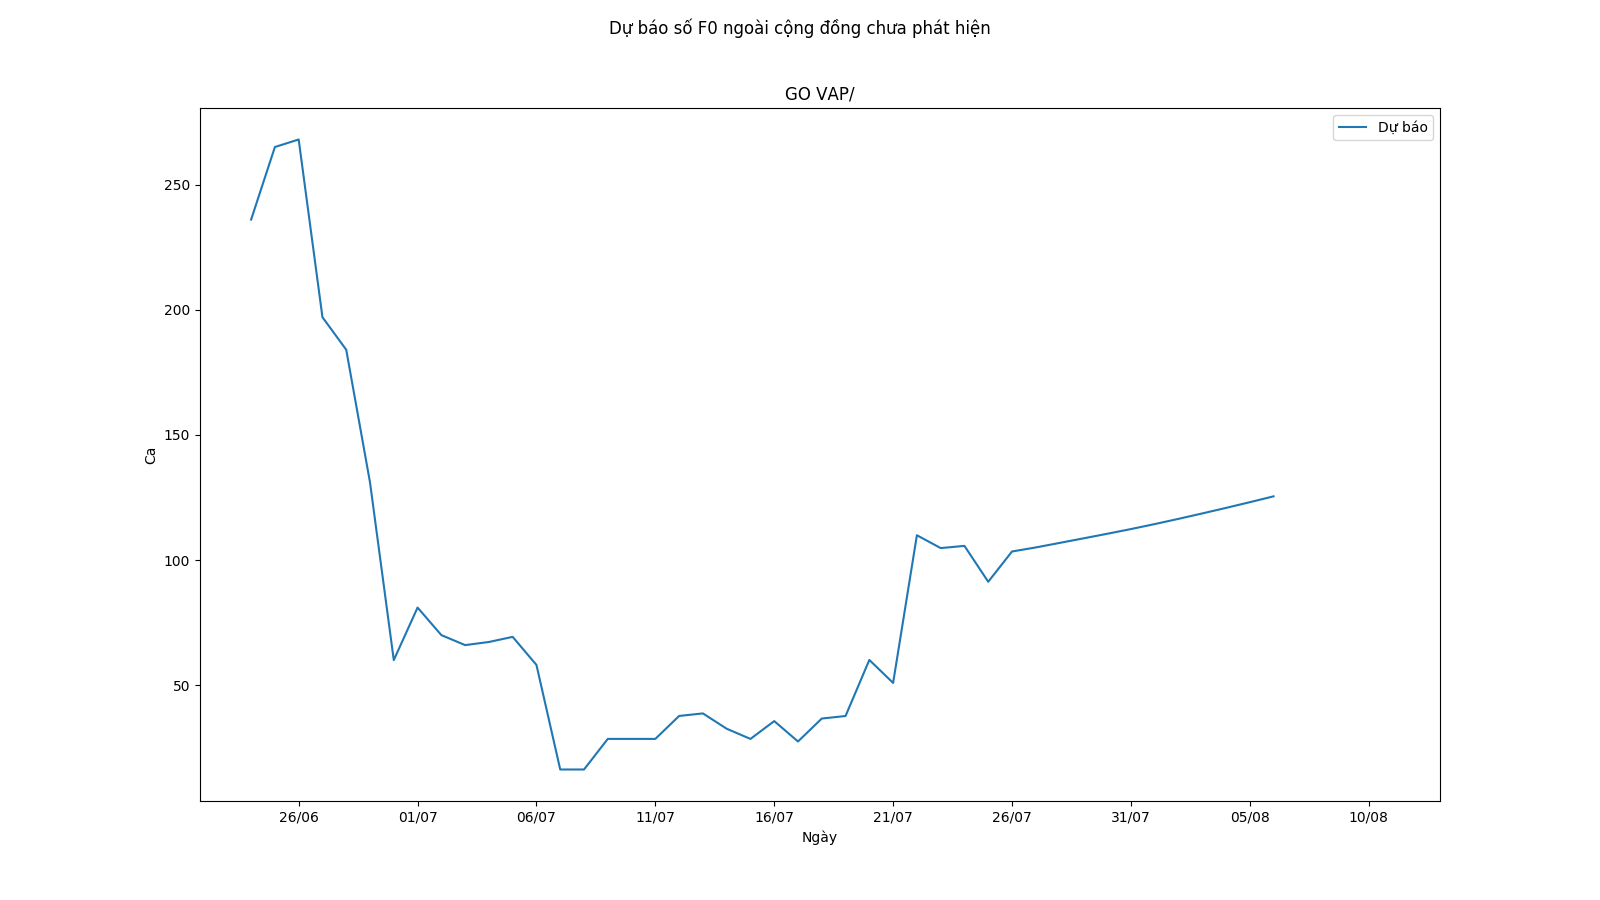 Dự báo số F0 ngoài cộng đồng chưa phát hiện
GO VAP/
Dự báo
250
200
150
100
50
Ca
26/06 01/07 06/07 11/07 16/07 21/07 26/07 31/07 05/08 10/08
Ngày